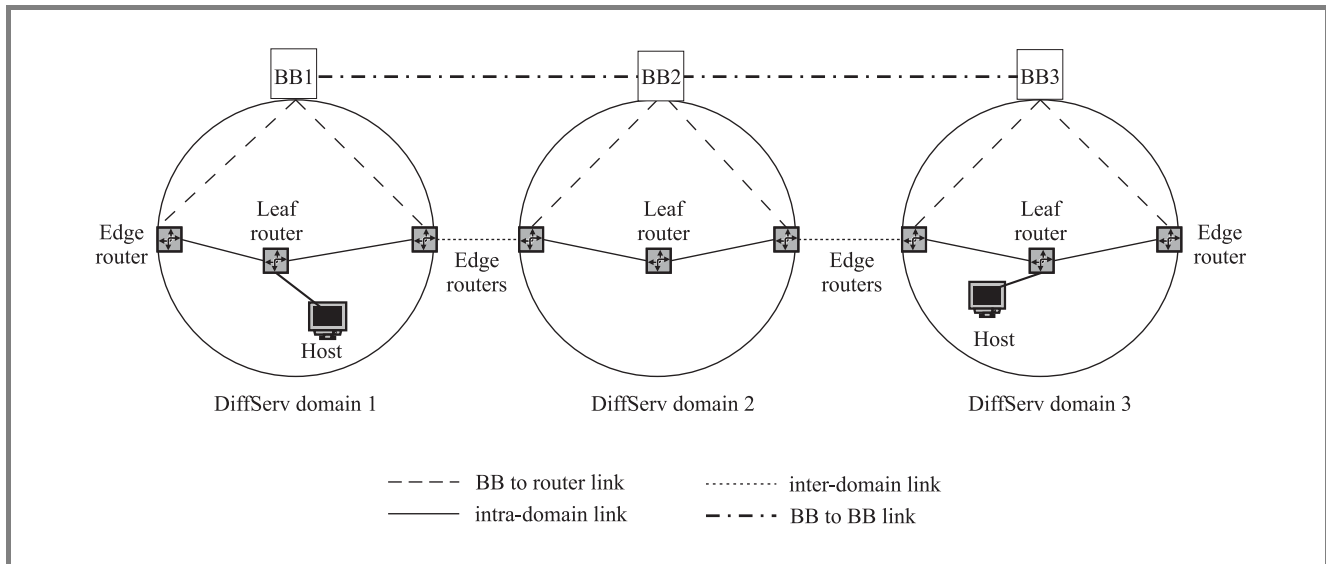 BB1
BB2
BB3
Edge
router
Leaf
router
Host
Edge
routers
Leaf
router
Edge
routers
Leaf
router
Host
Edge
router
DiffServ domain 1
DiffServ domain 2
DiffServ domain 3
BB to router link
intra-domain link
inter-domain link
BB to BB link